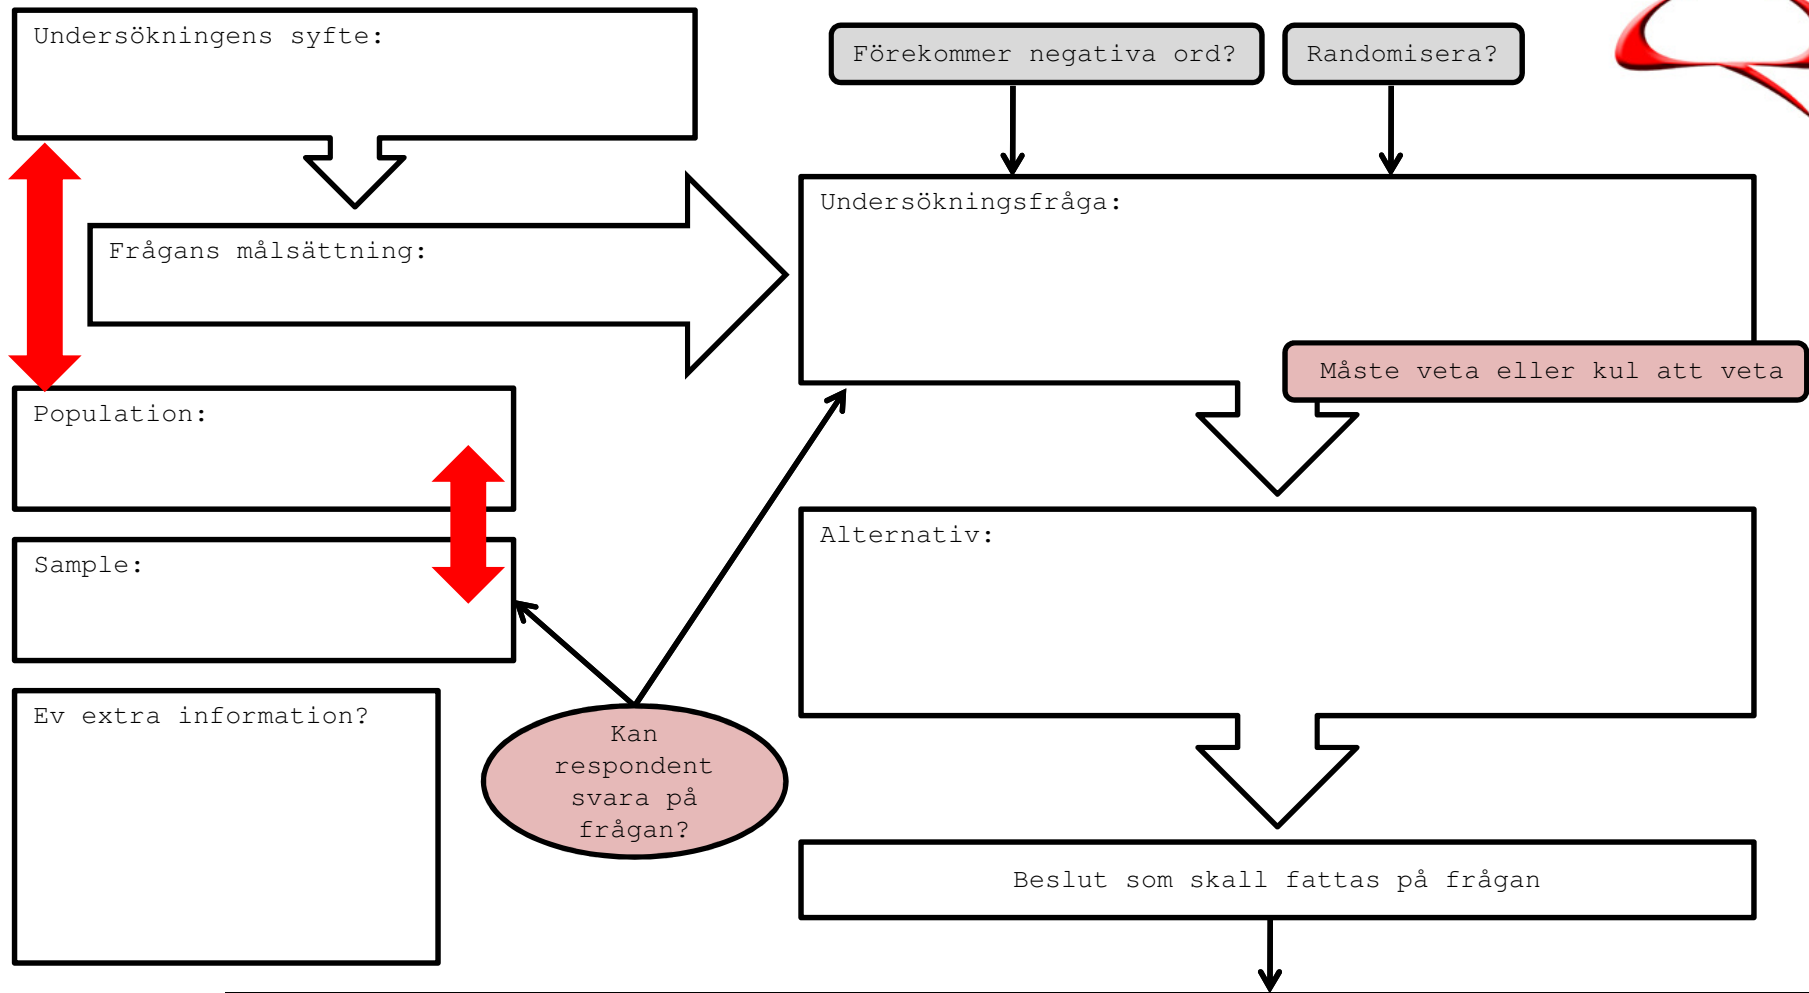 Undersökningens syfte:
Förekommer negativa ord?
Randomisera?
Undersökningsfråga:
Frågans målsättning:
Måste veta eller kul att veta
Population:
Alternativ:
Sample:
Ev extra information?
Kan
respondent
svara på
frågan?
Beslut som skall fattas på frågan